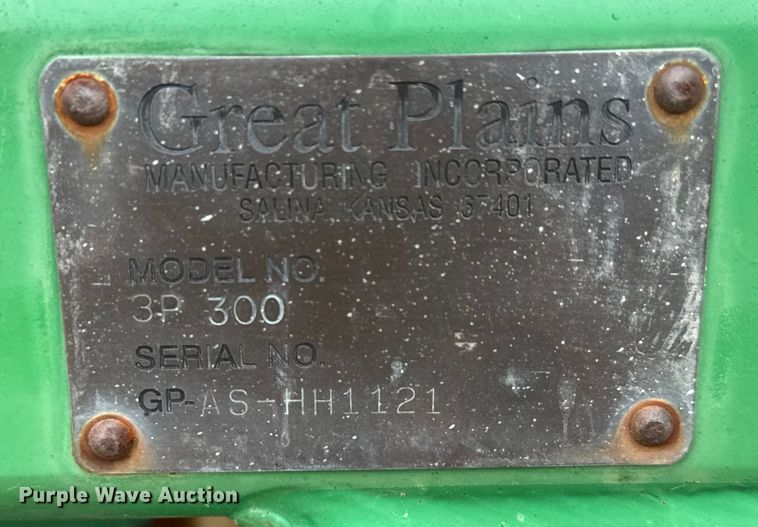 Great Plains
MANUFACTURING INCORPORATED
SALINA, KANSAS 67401
MODEL NO.
3P 300
SERIAL NO.
GP-AS-HH1121
Purple Wave Auction